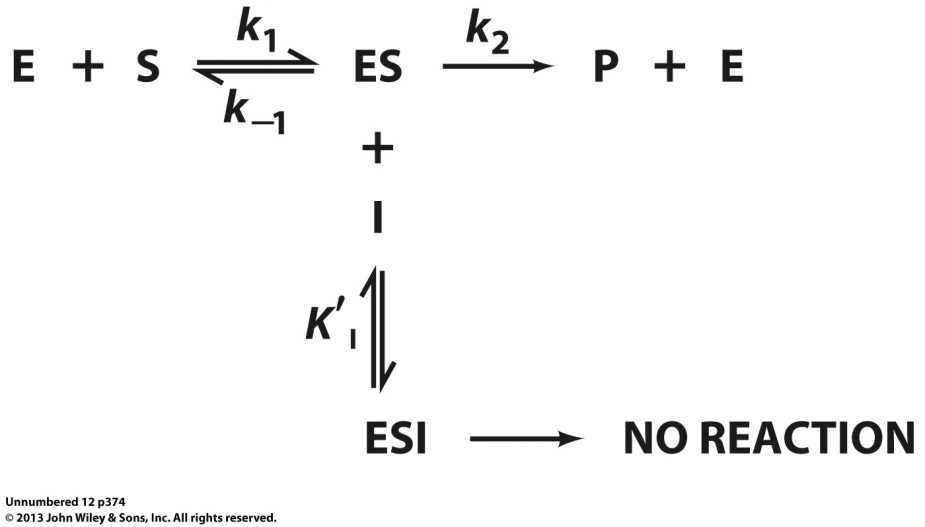 k1 k2
E + S ES P + E
k−1
+
I
K′I
ESI NO REACTION
Unnumbered 12 p374
© 2013 John Wiley & Sons, Inc. All rights reserved.